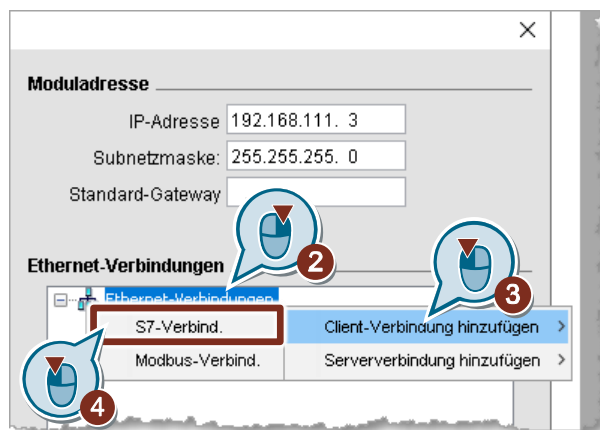 Moduladresse
IP-Adresse 192.168.111. 3
Subnetzmaske: 255.255.255. 0
Standard-Gateway
Ethernet-Verbindungen
2
3
Ethernet-Verbindungen
S7-Verbind. Client-Verbindung hinzufügen >
Modbus-Verbind. Serververbindung hinzufügen >
4